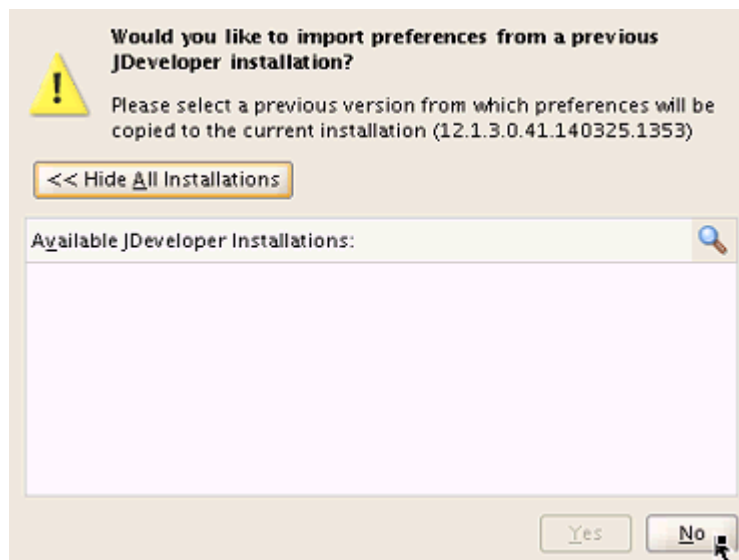 Would you like to import preferences from a previous
JDeveloper installation?
Please select a previous version from which preferences will be
copied to the current installation (12.1.3.0.41.140325.1353)
<< Hide All Installations
Available JDeveloper Installations:
Yes
No